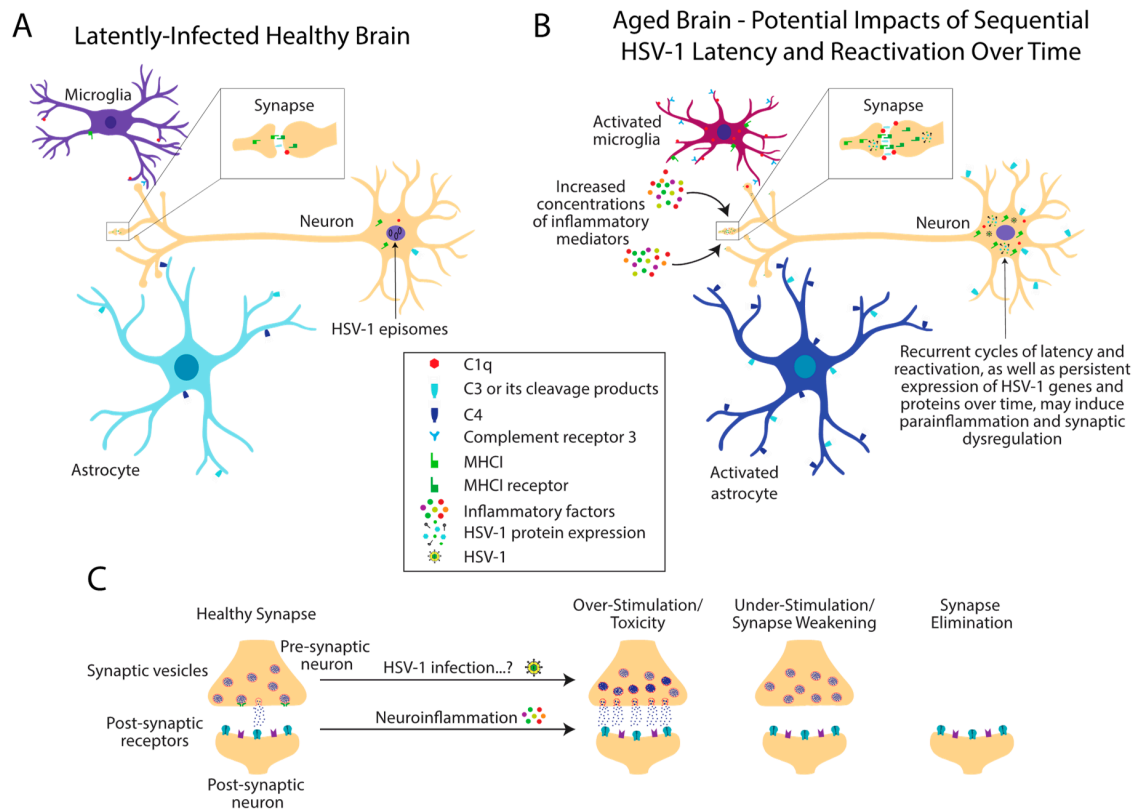 A
Latently-Infected Healthy Brain
Microglia
Synapse
Neuron
HSV-1 episomes
Astrocyte
B
Aged Brain - Potential Impacts of Sequential
HSV-1 Latency and Reactivation Over Time
Activated
microglia
Synapse
Increased
concentrations
of inflammatory
mediators
Neuron
Recurrent cycles of latency and
reactivation, as well as persistent
expression of HSV-1 genes and
proteins over time, may induce
parainflammation and synaptic
dysregulation
Activated
astrocyte
C1q
C3 or its cleavage products
C4
Complement receptor 3
MHCI
MHCI receptor
Inflammatory factors
HSV-1 protein expression
HSV-1
C
Healthy Synapse
Pre-synaptic
neuron
Synaptic vesicles
Post-synaptic
receptors
Post-synaptic
neuron
HSV-1 infection...?
Neuroinflammation
Over-Stimulation/
Toxicity
Under-Stimulation/
Synapse Weakening
Synapse
Elimination